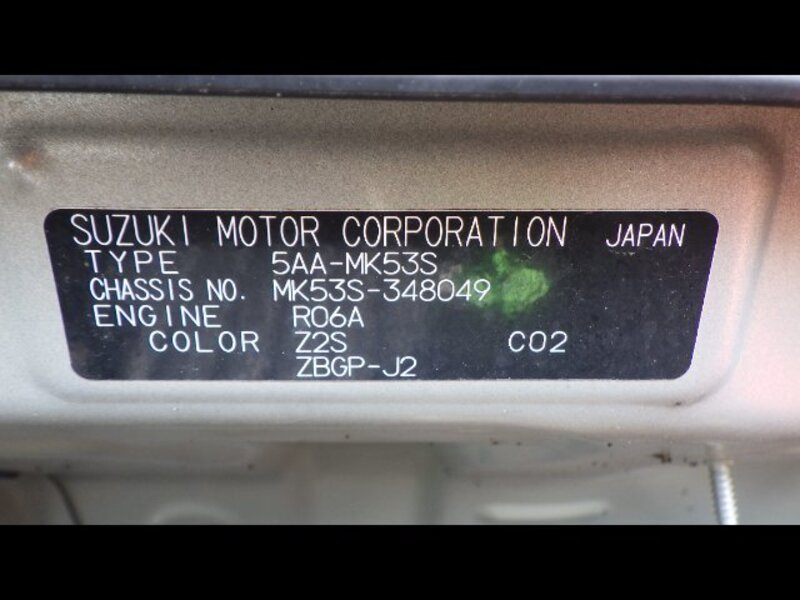 SUZUKI MOTOR CORPORATION JAPAN
TYPE 5AA-MK53S
CHASSIS NO. MK53S-348049
ENGINE R06A
COLOR Z2S C02
ZBGP-J2